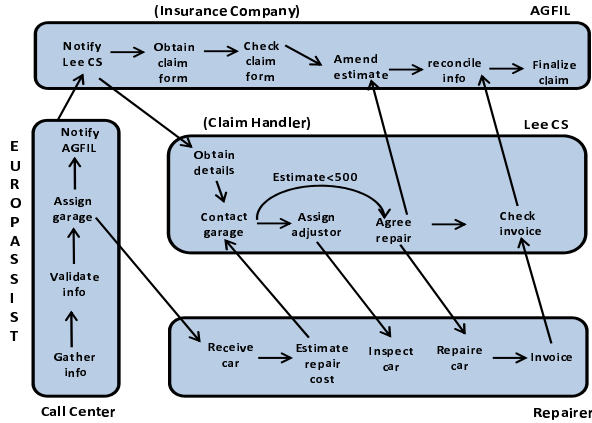 (Insurance Company)
AGFIL
Notify
Lee CS
Obtain
claim
form
Check
claim
form
Amend
estimate
reconcile
info
Finalize
claim
EUROPASSIST
Notify
AGFIL
Assign
garage
Validate
info
Gather
info
Call Center
(Claim Handler)
Lee CS
Obtain
details
Estimate<500
Contact
garage
Assign
adjustor
Agree
repair
Check
invoice
Receive
car
Estimate
repair
cost
Inspect
car
Repaire
car
Invoice
Repairer